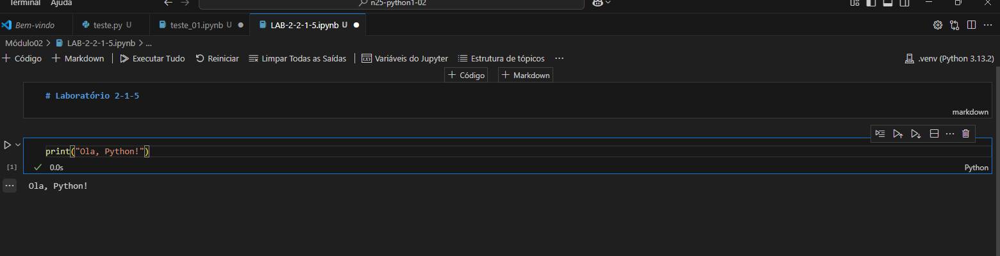 Terminal Ajuda n25-python1-02
Bem-vindo teste.py U teste_01.ipynb U LAB-2-2-1-5.ipynb U
Módulo02 > LAB-2-2-1-5.ipynb > ...
+ Código + Markdown | Executar Tudo Reiniciar Limpar Todas as Saídas | Variáveis do Jupyter Estrutura de tópicos ... .venv (Python 3.13.2)
+ Código + Markdown
# Laboratório 2-1-5
markdown
print("Ola, Python!")
[1] 0.0s Python
Ola, Python!